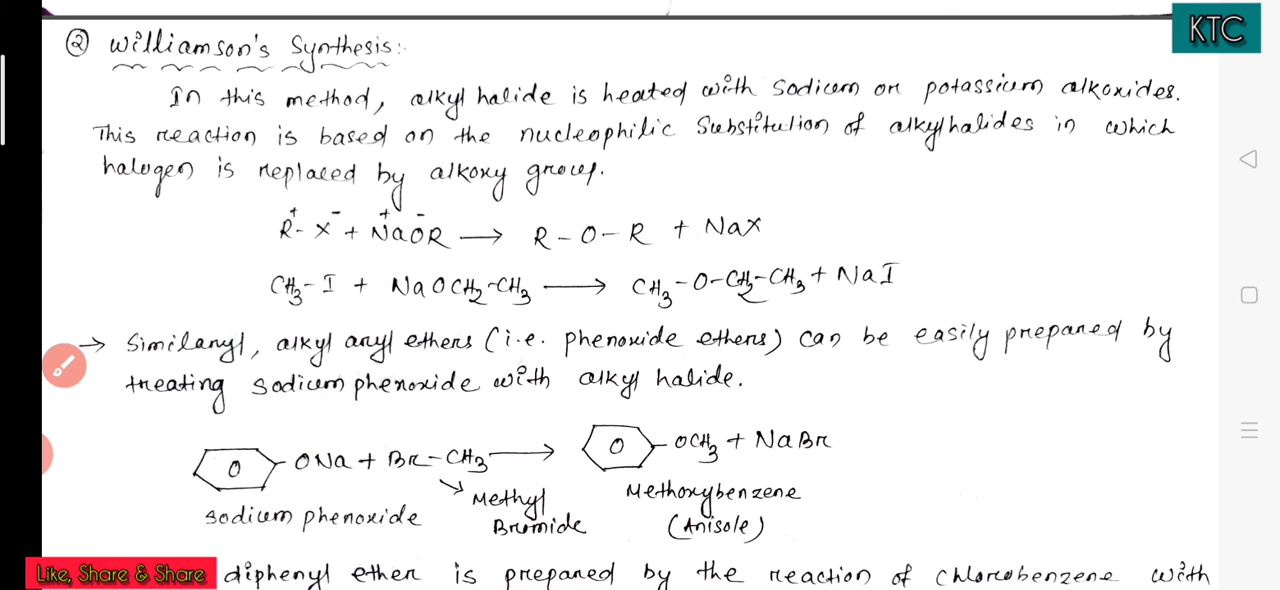 KTC
② Williamson's Synthesis:-
In this method, alkyl halide is heated with sodium or potassium alkoxides.
This reaction is based on the nucleophilic substitution of alkylhalides in which
halogen is replaced by alkoxy group.
R⁺-X⁻ + Na⁺O⁻R ⟶ R-O-R + NaX
CH₃-I + NaOCH₂-CH₃ ⟶ CH₃-O-CH₂-CH₃ + NaI
→ Similarly, alkyl aryl ethers (i.e. phenoxide ethers) can be easily prepared by
treating sodium phenoxide with alkyl halide.
O -ONa + Br-CH₃ ⟶ O -OCH₃ + NaBr
Sodium phenoxide
Methyl
Bromide
Methoxybenzene
(Anisole)
Like, Share & Share
diphenyl ether is prepared by the reaction of chlorobenzene with